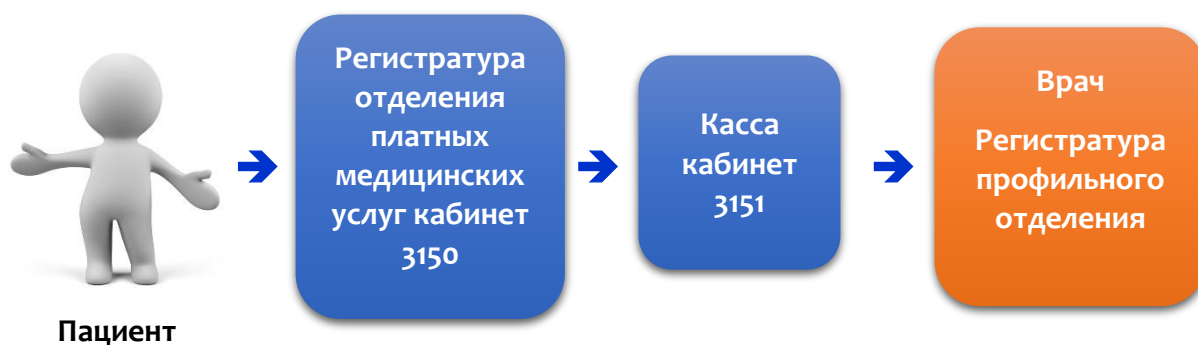 Пациент
Регистратура
отделения
платных
медицинских
услуг кабинет
3150
Касса
кабинет
3151
Врач
Регистратура
профильного
отделения